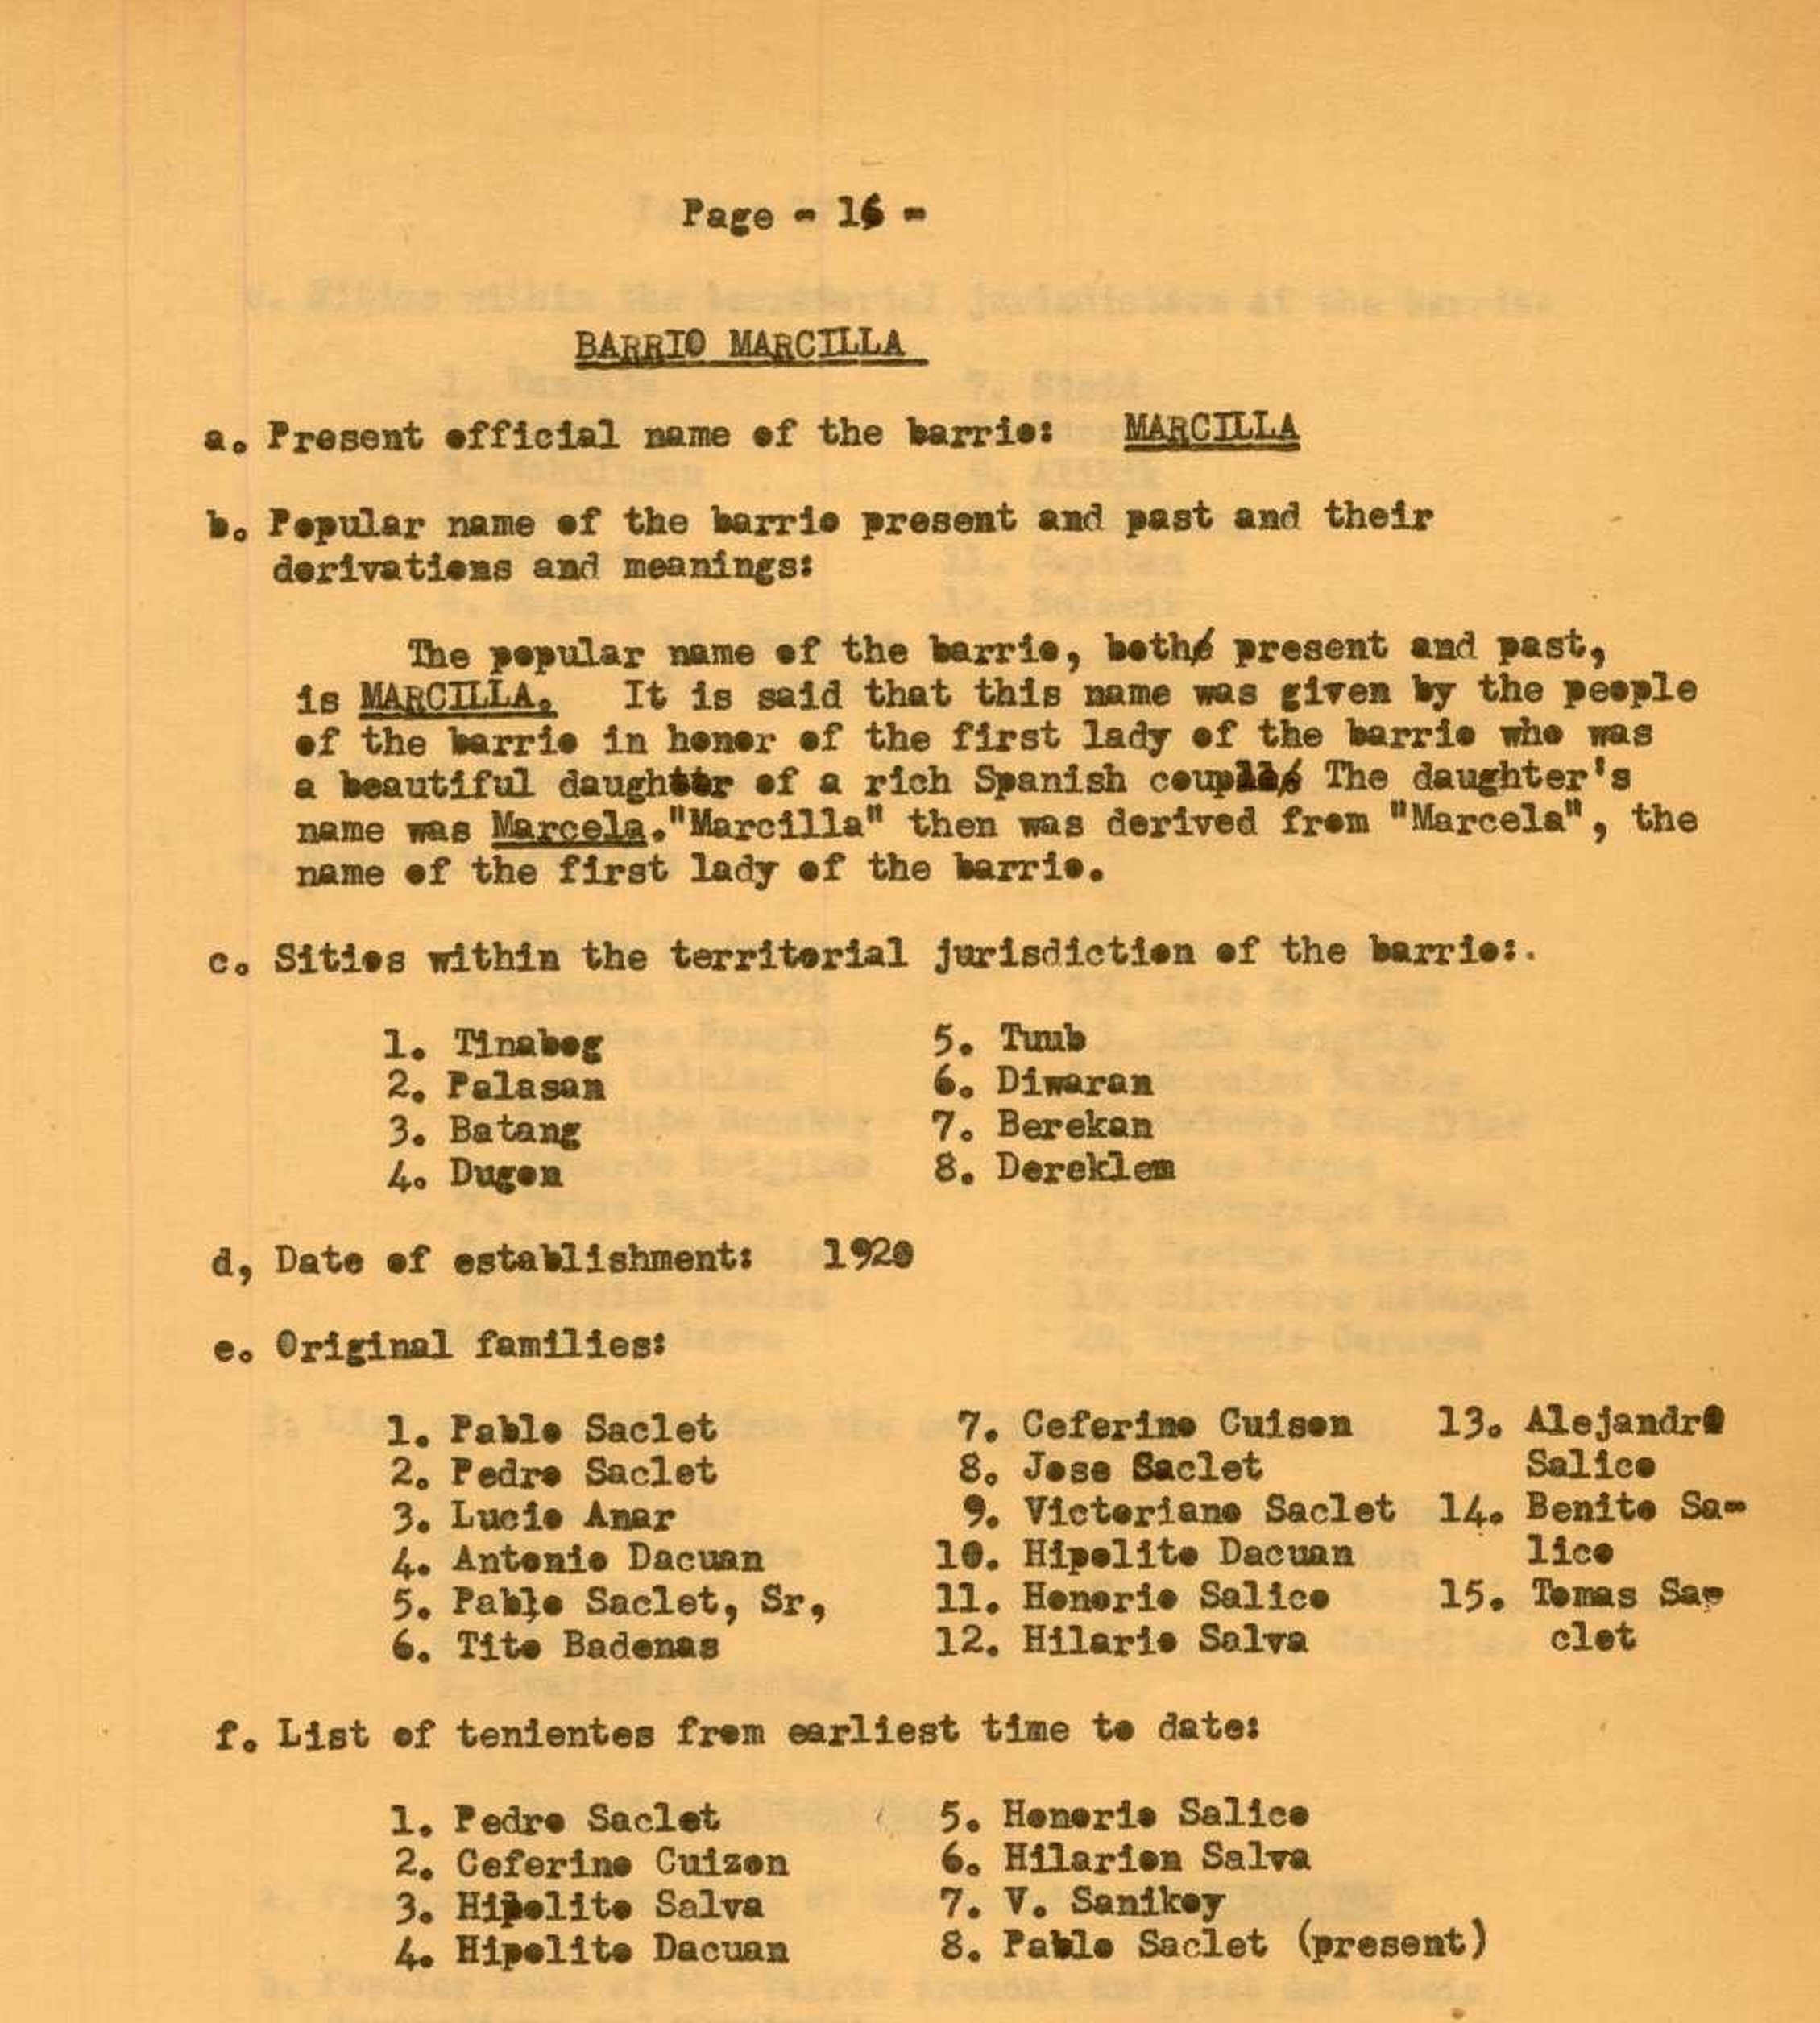 Page - 16 -
BARRIO MARCILLA
a. Present official name of the barrio: MARCILLA
b. Popular name of the barrio present and past and their
derivations and meanings:
The popular name of the barrio, both present and past,
is MARCILLA. It is said that this name was given by the people
of the barrio in honor of the first lady of the barrio who was
a beautiful daughter of a rich Spanish couple. The daughter's
name was Marcela."Marcilla" then was derived from "Marcela", the
name of the first lady of the barrio.
c. Sitios within the territorial jurisdiction of the barrio:.
1. Tinabog 5. Tuub
2. Palasan 6. Diwaran
3. Batang 7. Berekan
4. Dugon 8. Dereklem
d, Date of establishment: 1920
e. Original families:
1. Pablo Saclet 7. Ceferino Cuison 13. Alejandro
2. Pedro Saclet 8. Jose Saclet Salico
3. Lucio Anar 9. Victoriano Saclet 14. Benito Sa-
4. Antonio Dacuan 10. Hipolito Dacuan lico
5. Pablo Saclet, Sr, 11. Honorio Salico 15. Tomas Sa-
6. Tito Badenas 12. Hilario Salva clet
f. List of tenientes from earliest time to date:
1. Pedro Saclet 5. Honorio Salico
2. Ceferino Cuizon 6. Hilarion Salva
3. Hipolito Salva 7. V. Sanikoy
4. Hipolito Dacuan 8. Pablo Saclet (present)